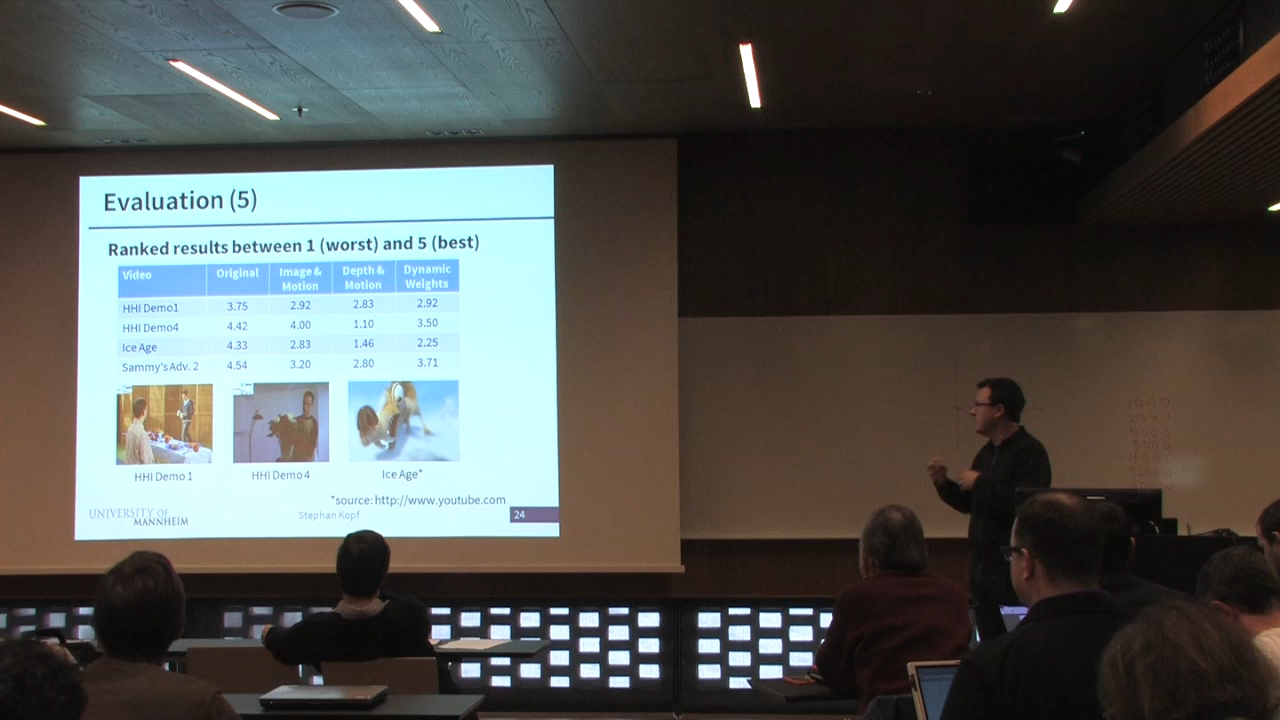 Evaluation (5)
Ranked results between 1 (worst) and 5 (best)
Video Original Image & Motion Depth & Motion Dynamic Weights
HHI Demo1 3.75 2.92 2.83 2.92
HHI Demo4 4.42 4.00 1.10 3.50
Ice Age 4.33 2.83 1.46 2.25
Sammy's Adv. 2 4.54 3.20 2.80 3.71
HHI Demo 1 HHI Demo 4 Ice Age*
*source: http://www.youtube.com
UNIVERSITY OF
MANNHEIM
Stephan Kopf
24
1000